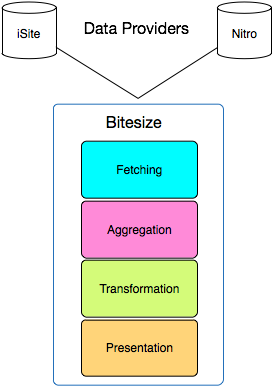 iSite
Data Providers
Nitro
Bitesize
Fetching
Aggregation
Transformation
Presentation